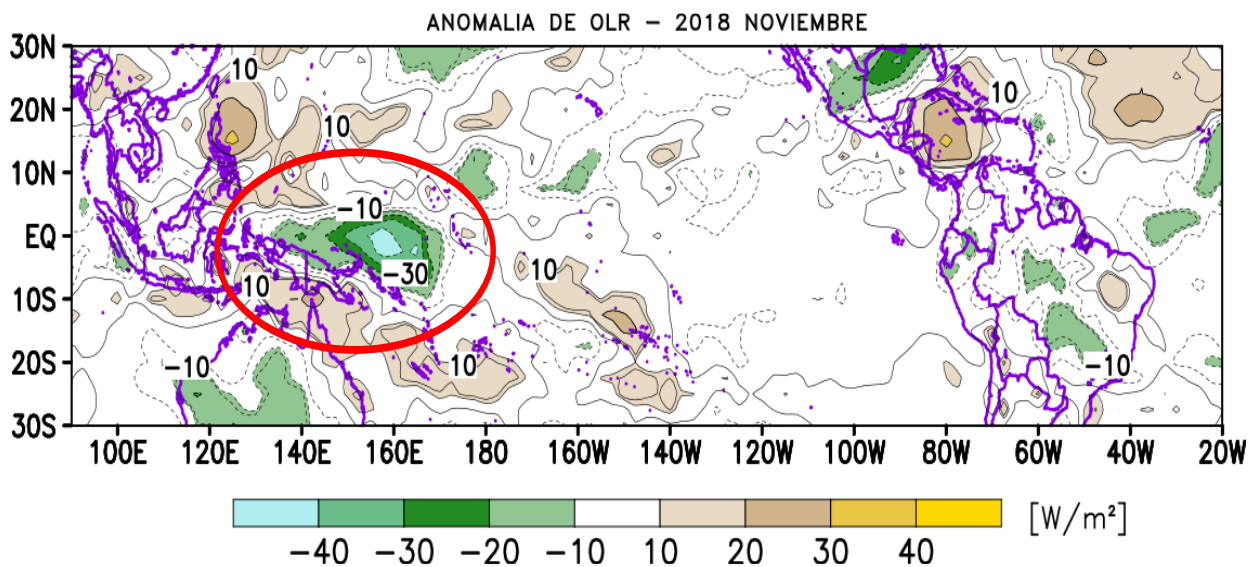 ANOMALIA DE OLR – 2018 NOVIEMBRE
30N
20N
10N
EQ
10S
20S
30S
10
10
10
-10
-30
10
10
10
-10
-10
100E 120E 140E 160E 180 160W 140W 120W 100W 80W 60W 40W 20W
-40 -30 -20 -10 10 20 30 40
[W/m²]